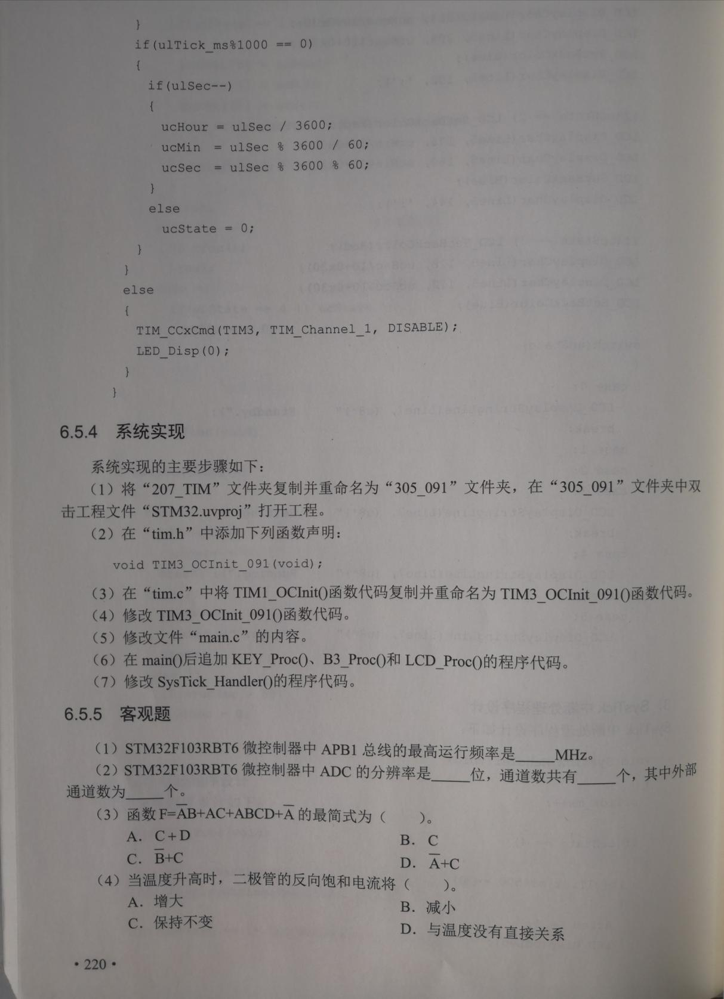 }
if(ulTick_ms%1000 == 0)
{
if(ulSec--)
{
ucHour = ulSec / 3600;
ucMin = ulSec % 3600 / 60;
ucSec = ulSec % 3600 % 60;
}
else
ucState = 0;
}
}
else
{
TIM_CCxCmd(TIM3, TIM_Channel_1, DISABLE);
LED_Disp(0);
}
}
6.5.4 系统实现
系统实现的主要步骤如下：
（1）将“207_TIM”文件夹复制并重命名为“305_091”文件夹，在“305_091”文件夹中双
击工程文件“STM32.uvproj”打开工程。
（2）在“tim.h”中添加下列函数声明：
void TIM3_OCInit_091(void);
（3）在“tim.c”中将 TIM1_OCInit()函数代码复制并重命名为 TIM3_OCInit_091()函数代码。
（4）修改 TIM3_OCInit_091()函数代码。
（5）修改文件“main.c”的内容。
（6）在 main()后追加 KEY_Proc()、B3_Proc()和 LCD_Proc()的程序代码。
（7）修改 SysTick_Handler()的程序代码。
6.5.5 客观题
（1）STM32F103RBT6 微控制器中 APB1 总线的最高运行频率是_____MHz。
（2）STM32F103RBT6 微控制器中 ADC 的分辨率是_____位，通道数共有_____个，其中外部
通道数为_____个。
（3）函数 F=A̅B+AC+ABCD+A̅ 的最简式为（ ）。
A．C+D B．C
C．B̅+C D．A̅+C
（4）当温度升高时，二极管的反向饱和电流将（ ）。
A．增大 B．减小
C．保持不变 D．与温度没有直接关系
·220·